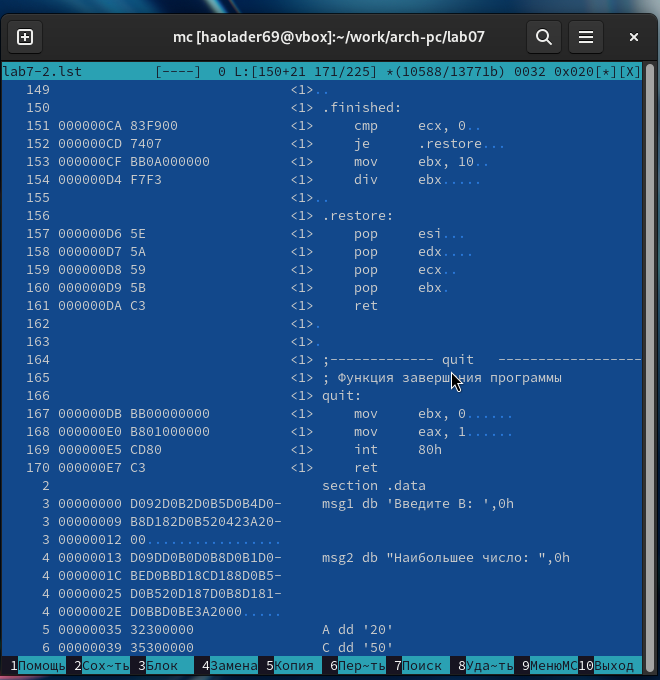 mc [haolader69@vbox]:~/work/arch-pc/lab07
lab7-2.lst [----] 0 L:[150+21 171/225] *(10588/13771b) 0032 0x020[*][X]
149 <1>..
150 <1> .finished:
151 000000CA 83F900 <1> cmp ecx, 0..
152 000000CD 7407 <1> je .restore...
153 000000CF BB0A000000 <1> mov ebx, 10..
154 000000D4 F7F3 <1> div ebx.....
155 <1>..
156 <1> .restore:
157 000000D6 5E <1> pop esi...
158 000000D7 5A <1> pop edx....
159 000000D8 59 <1> pop ecx..
160 000000D9 5B <1> pop ebx.
161 000000DA C3 <1> ret
162 <1>.
163 <1>.
164 <1> ;------------- quit ------------------
165 <1> ; Функция завершения программы
166 <1> quit:
167 000000DB BB00000000 <1> mov ebx, 0......
168 000000E0 B801000000 <1> mov eax, 1......
169 000000E5 CD80 <1> int 80h
170 000000E7 C3 <1> ret
2 section .data
3 00000000 D092D0B2D0B5D0B4D0- msg1 db 'Введите B: ',0h
3 00000009 B8D182D0B520423A20-
3 00000012 00.................
4 00000013 D09DD0B0D0B8D0B1D0- msg2 db "Наибольшее число: ",0h
4 0000001C BED0BBD18CD188D0B5-
4 00000025 D0B520D187D0B8D181-
4 0000002E D0BBD0BE3A2000.....
5 00000035 32300000 A dd '20'
6 00000039 35300000 C dd '50'
1Помощь 2Сох~ть 3Блок 4Замена 5Копия 6Пер~ть 7Поиск 8Уда~ть 9МенюMC 10Выход